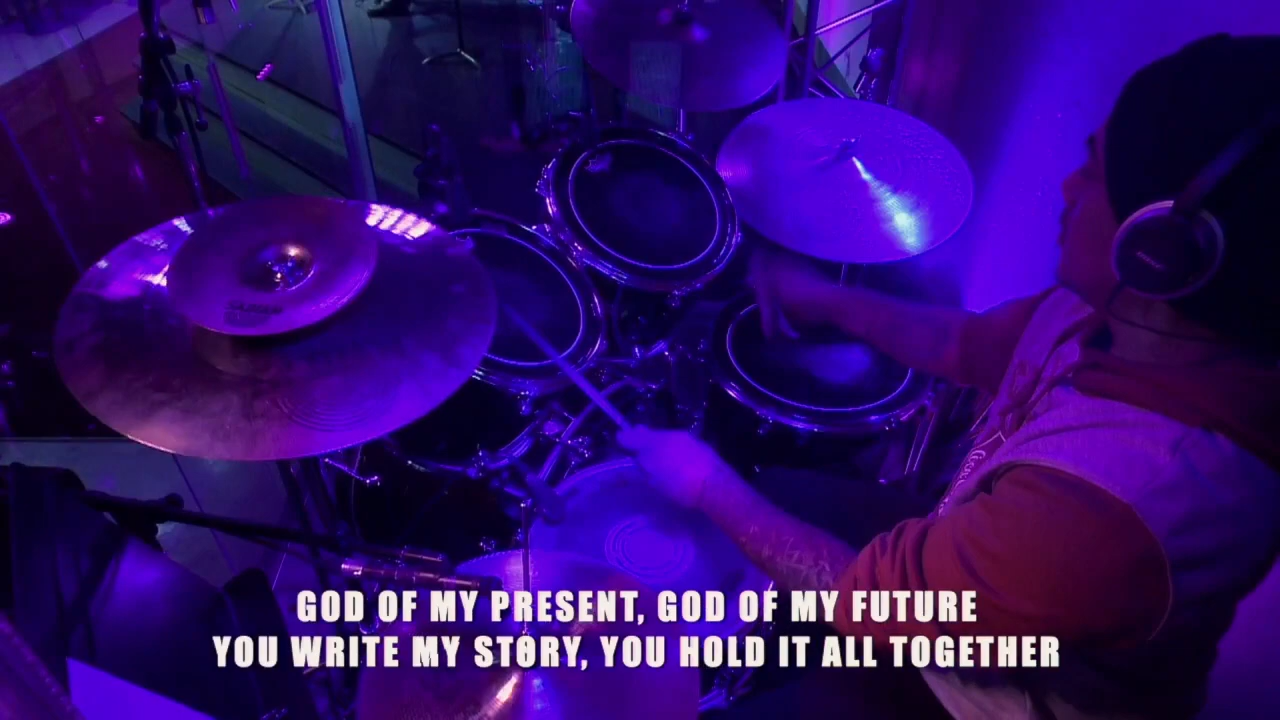 GOD OF MY PRESENT, GOD OF MY FUTURE
YOU WRITE MY STORY, YOU HOLD IT ALL TOGETHER